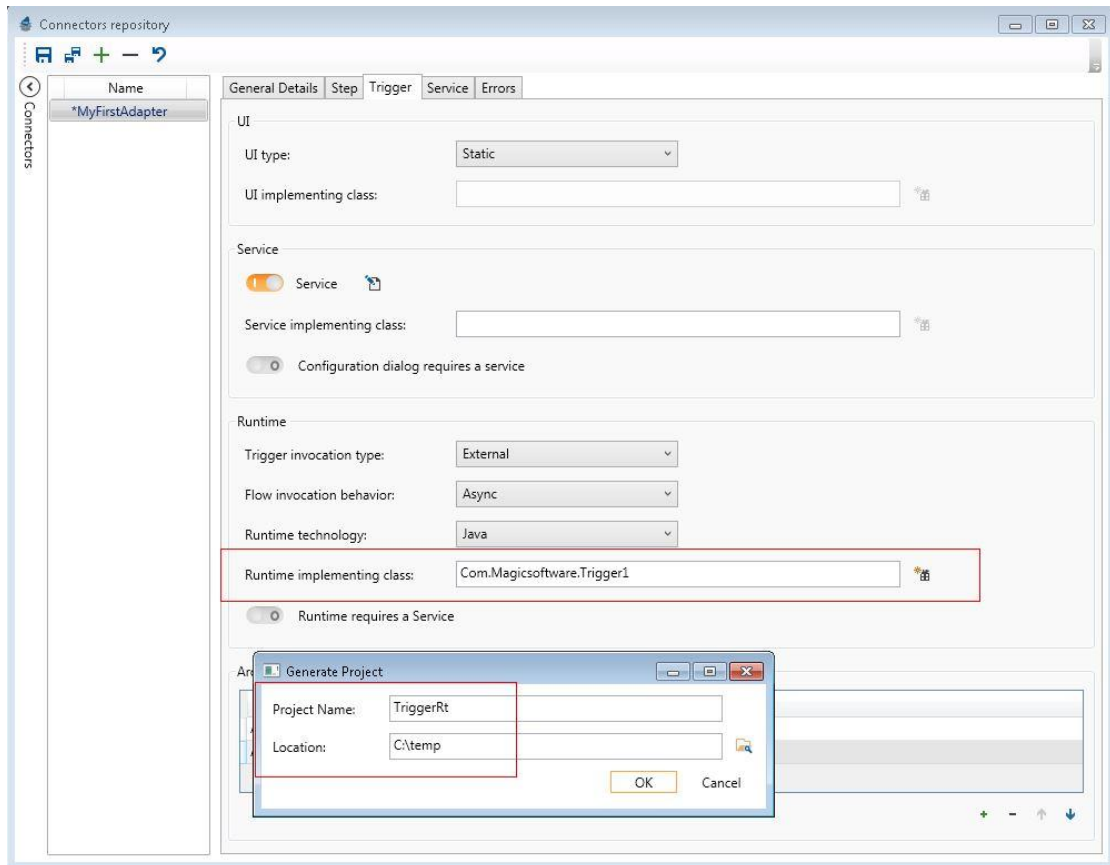 Connectors repository
Connectors
Name
*MyFirstAdapter
General Details Step Trigger Service Errors
UI
UI type: Static
UI implementing class:
Service
Service
Service implementing class:
Configuration dialog requires a service
Runtime
Trigger invocation type: External
Flow invocation behavior: Async
Runtime technology: Java
Runtime implementing class: Com.Magicsoftware.Trigger1
Runtime requires a Service
Generate Project
Project Name: TriggerRt
Location: C:\temp
OK Cancel